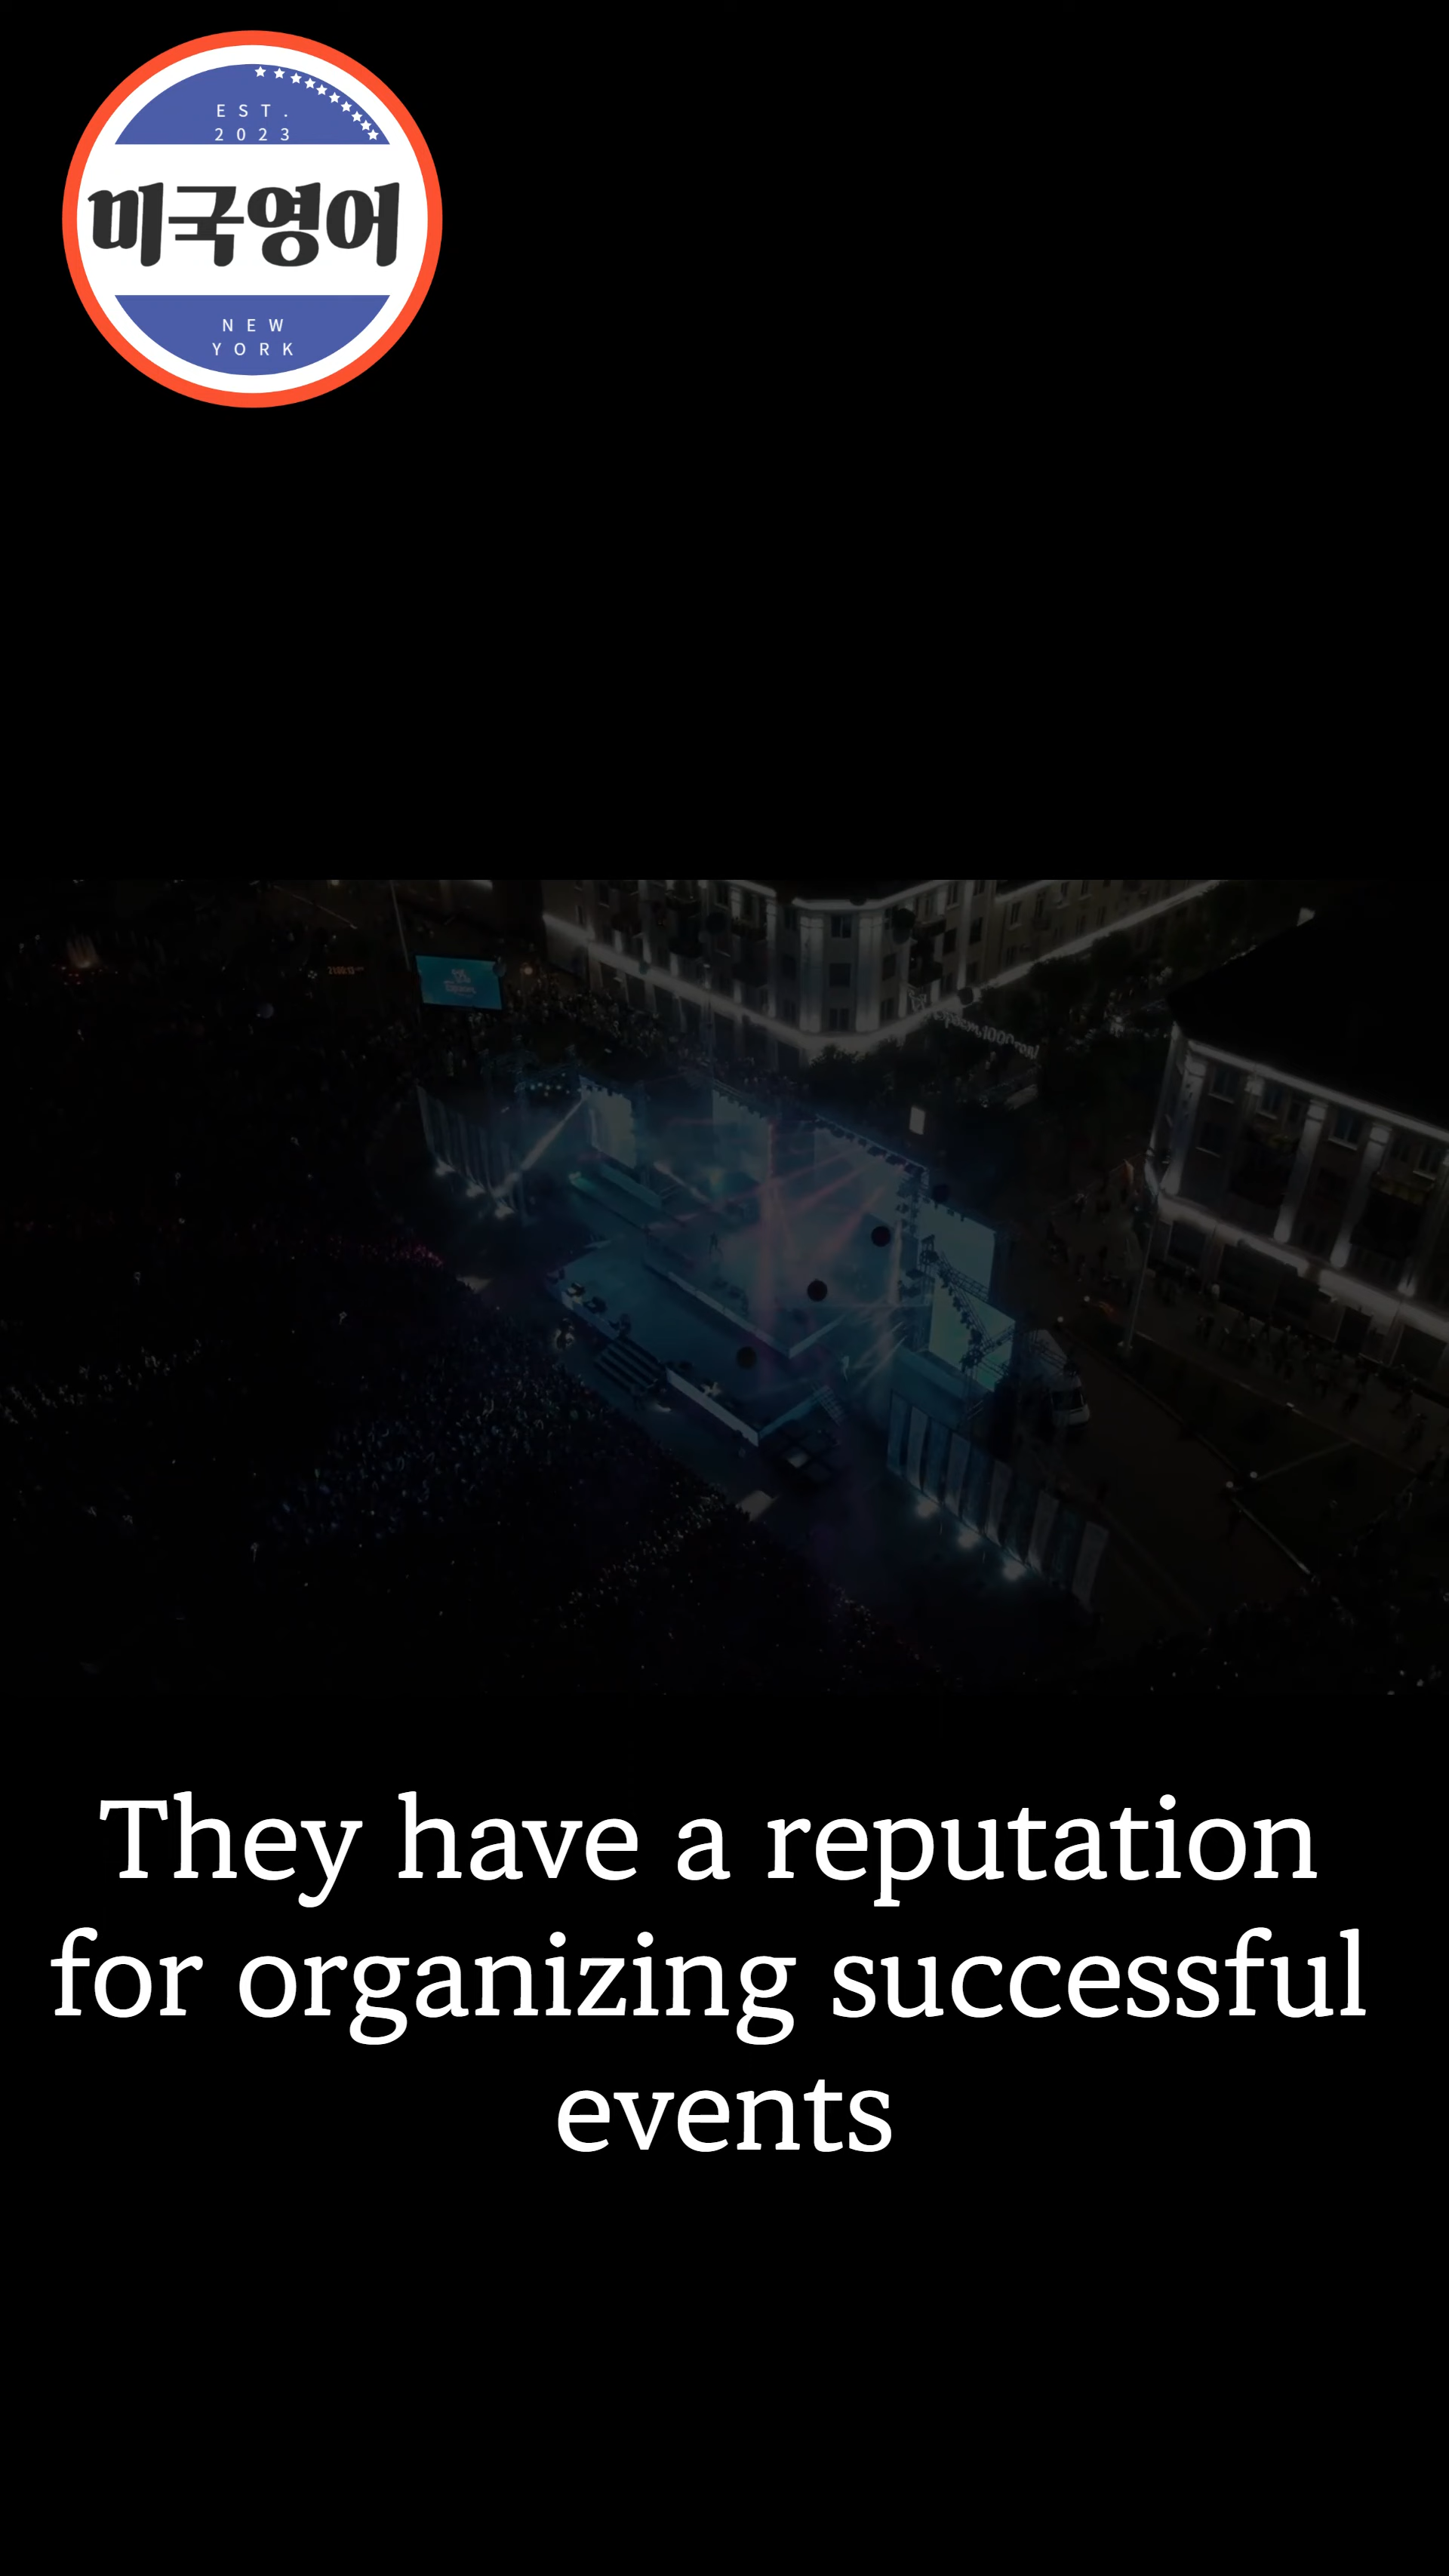 EST.
2023
미국영어
NEW
YORK
They have a reputation
for organizing successful
events